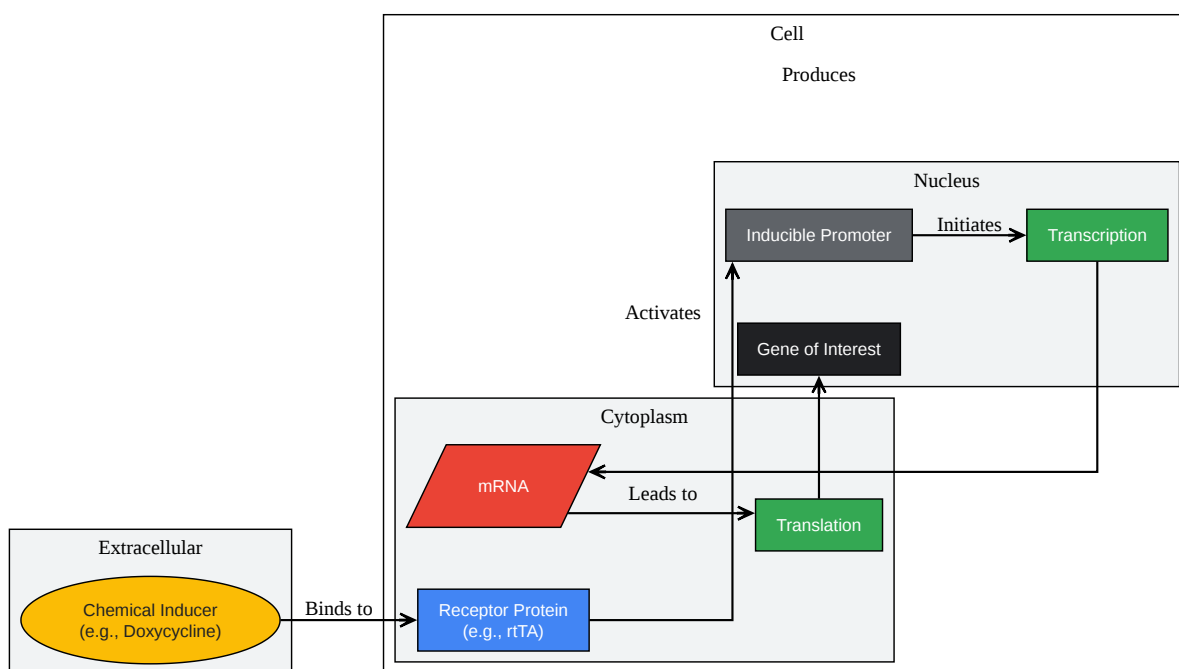 Cell
Produces
Nucleus
Inducible Promoter
Initiates
Transcription
Activates
Gene of Interest
Cytoplasm
mRNA
Leads to
Translation
Extracellular
Chemical Inducer
(e.g., Doxycycline)
Binds to
Receptor Protein
(e.g., rtTA)